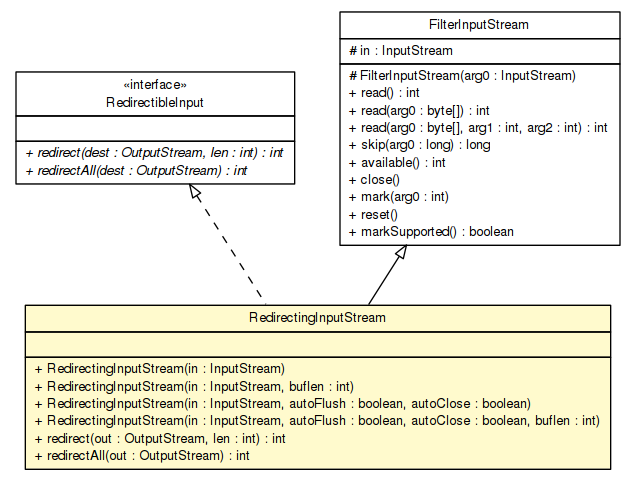 «interface»
RedirectibleInput
+ redirect(dest : OutputStream, len : int) : int
+ redirectAll(dest : OutputStream) : int
FilterInputStream
# in : InputStream
# FilterInputStream(arg0 : InputStream)
+ read() : int
+ read(arg0 : byte[]) : int
+ read(arg0 : byte[], arg1 : int, arg2 : int) : int
+ skip(arg0 : long) : long
+ available() : int
+ close()
+ mark(arg0 : int)
+ reset()
+ markSupported() : boolean
RedirectingInputStream
+ RedirectingInputStream(in : InputStream)
+ RedirectingInputStream(in : InputStream, buflen : int)
+ RedirectingInputStream(in : InputStream, autoFlush : boolean, autoClose : boolean)
+ RedirectingInputStream(in : InputStream, autoFlush : boolean, autoClose : boolean, buflen : int)
+ redirect(out : OutputStream, len : int) : int
+ redirectAll(out : OutputStream) : int